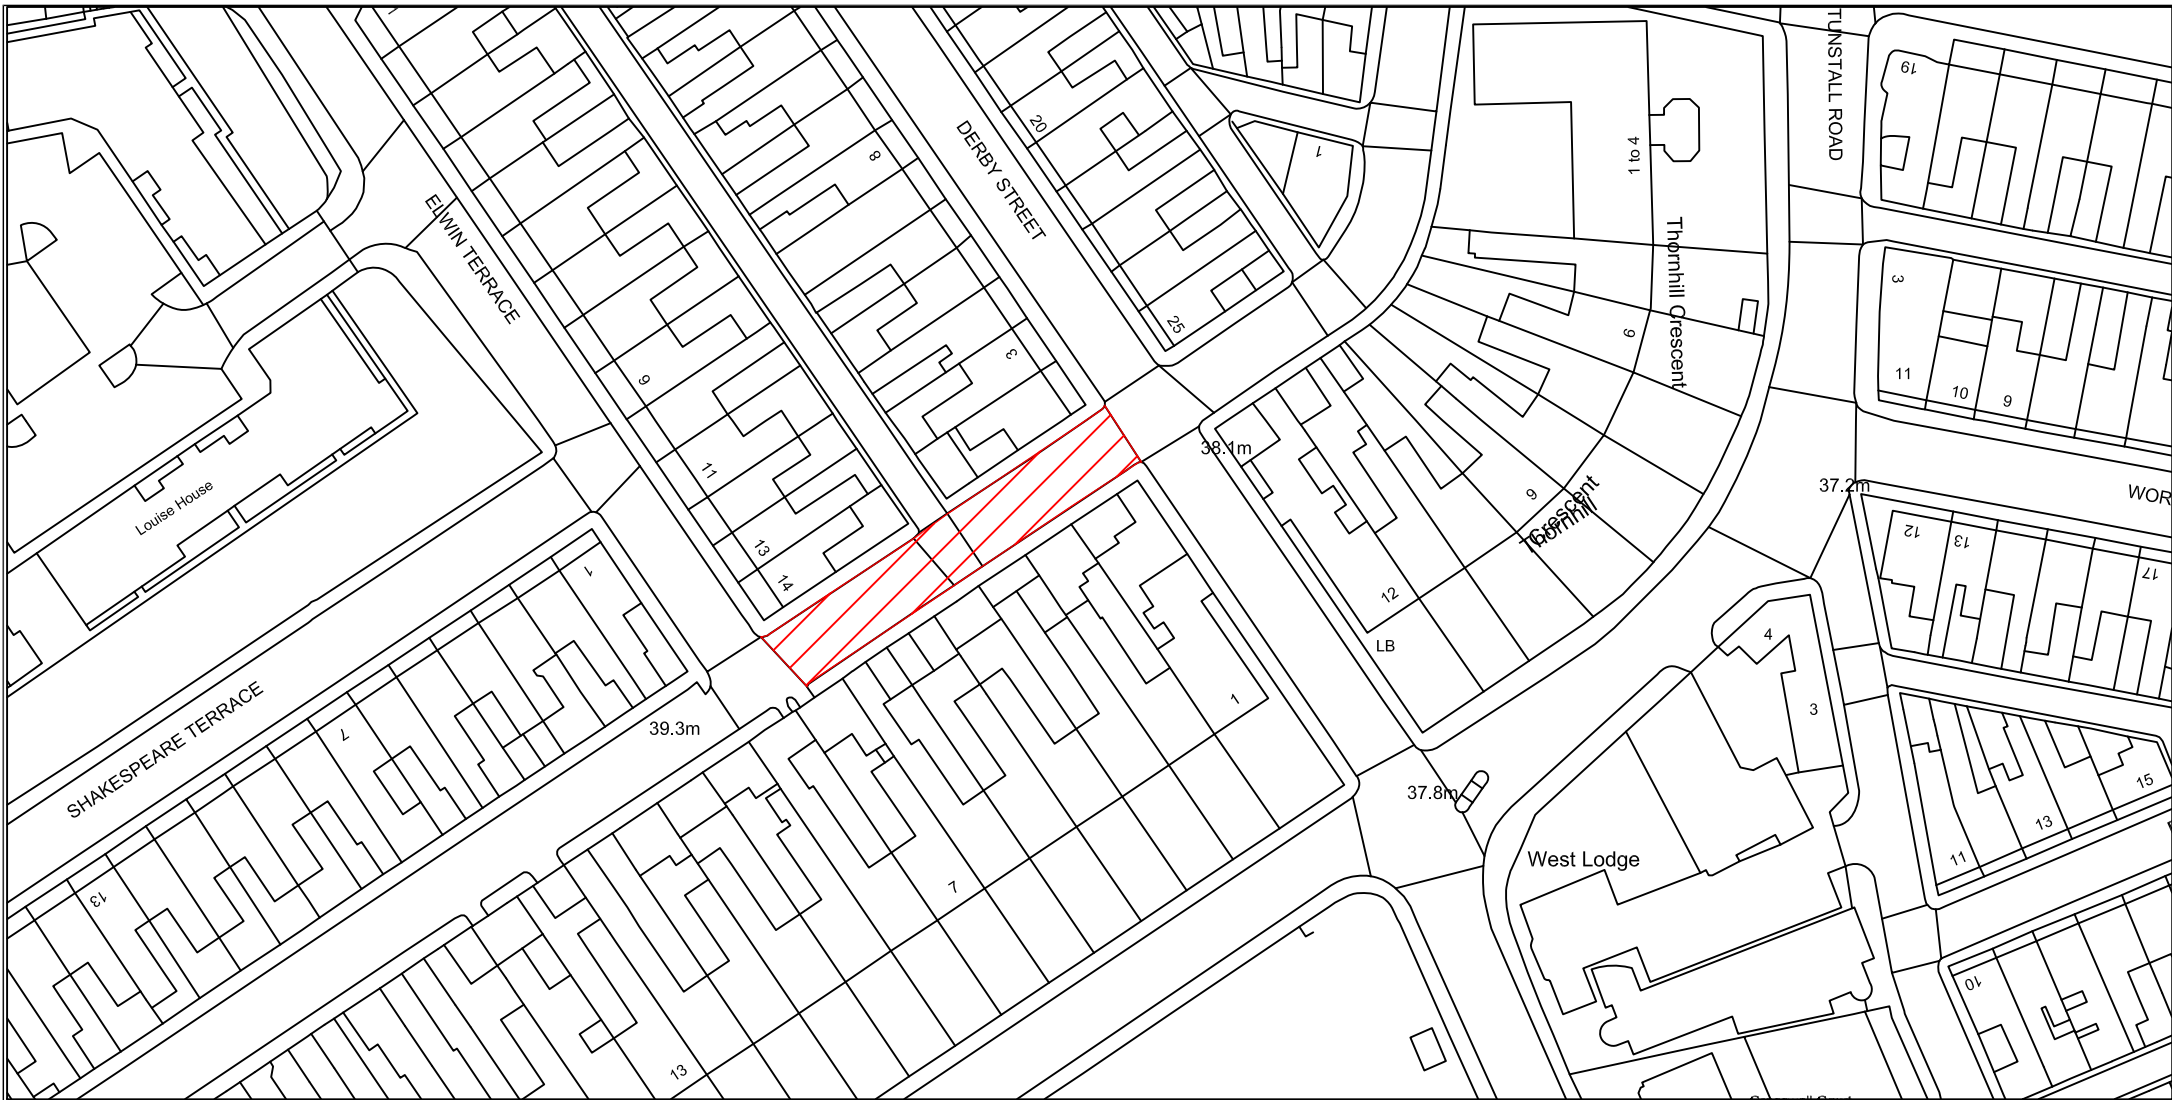 TUNSTALL ROAD
19
20
DERBY STREET
8
1
1 to 4
ELWIN TERRACE
Thornhill Crescent
3
25
3
6
9
11
10
9
11
38.1m
37.2m
WOR
Louise House
9
Thornhill
Crescent
12
13
17
13
14
1
12
LB
4
3
SHAKESPEARE TERRACE
7
39.3m
1
37.8m
15
13
11
West Lodge
7
13
10
13